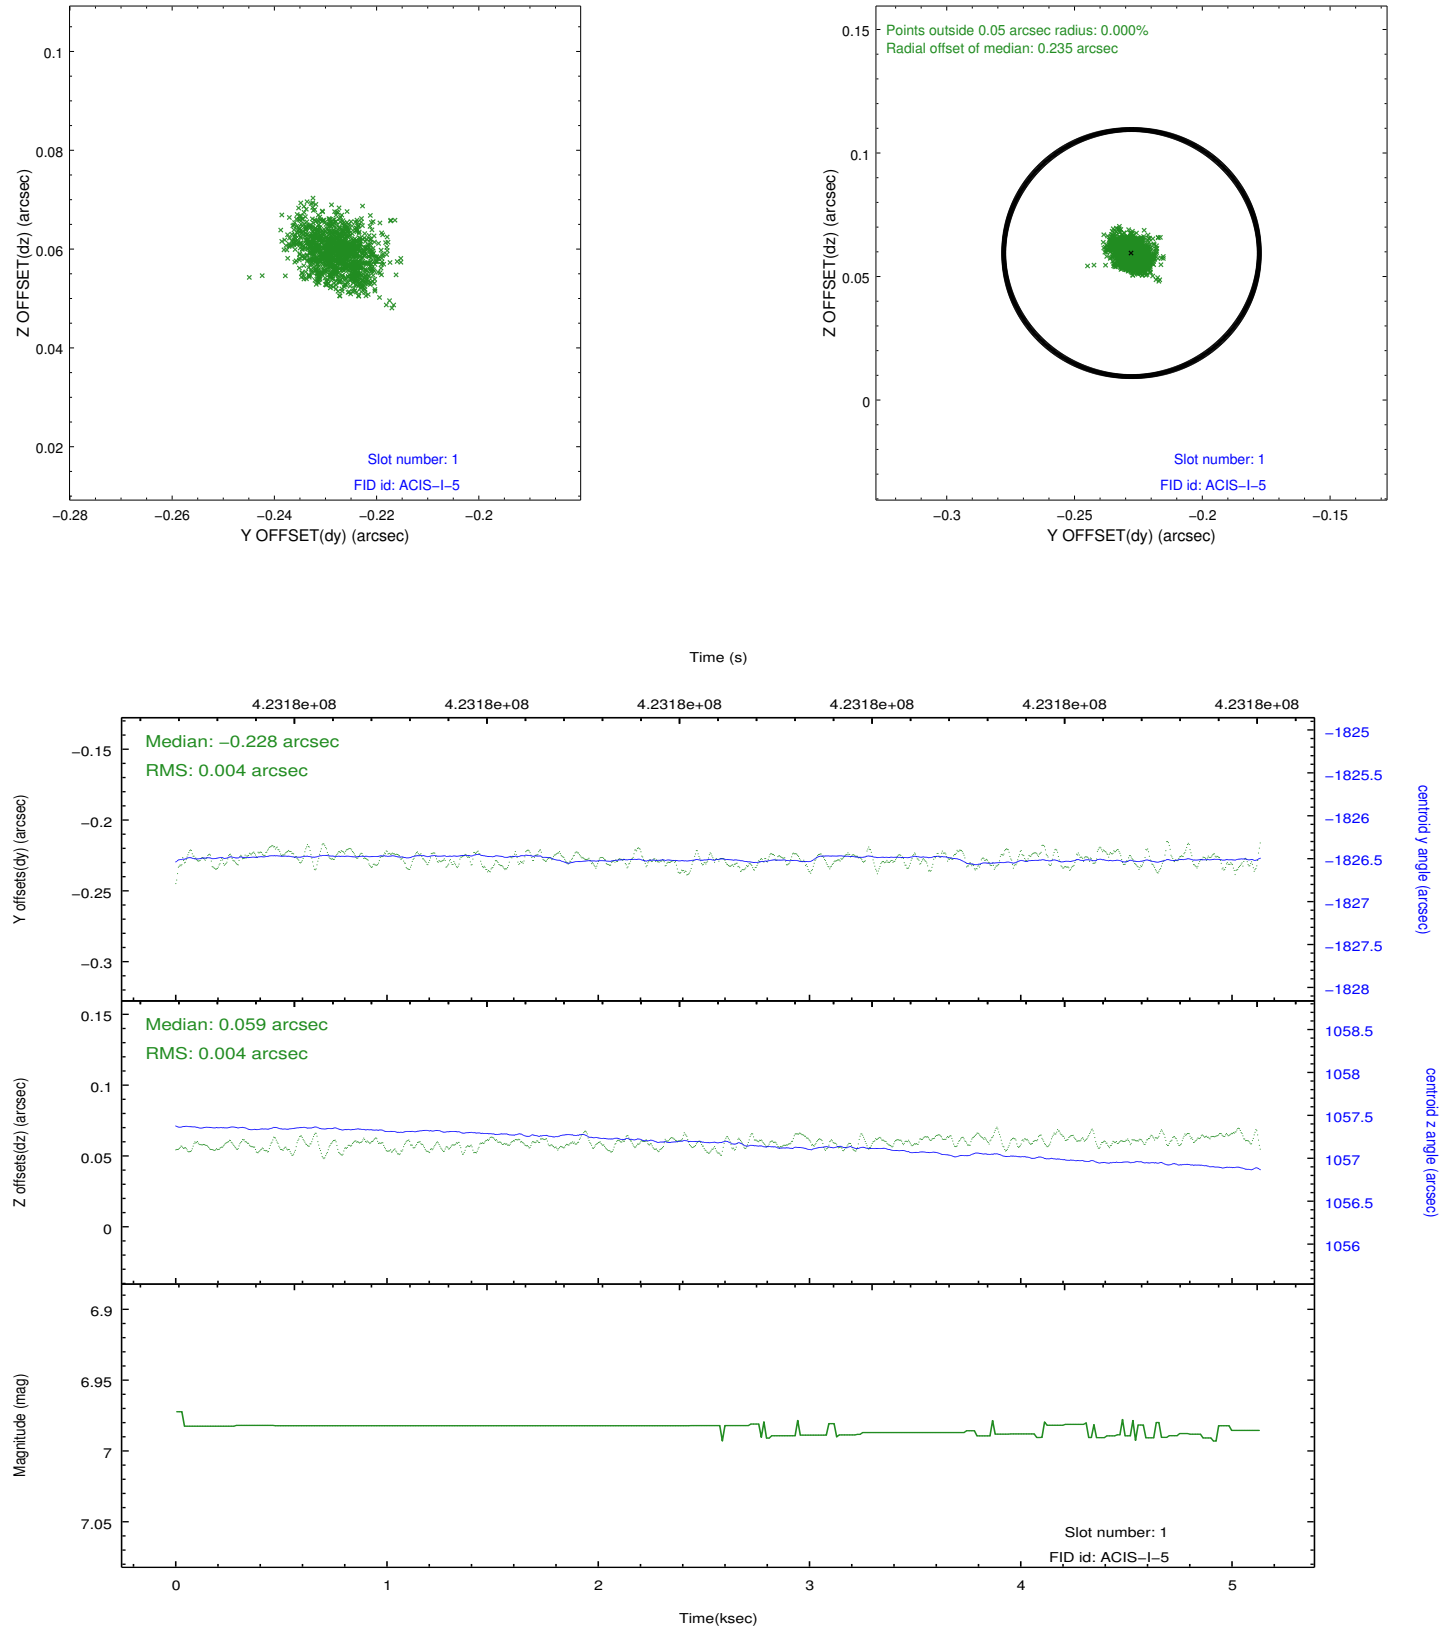 0.1
0.08
0.06
0.04
0.02
Z OFFSET(dz) (arcsec)
Slot number: 1
FID id: ACIS−I−5
−0.28 −0.26 −0.24 −0.22 −0.2
Y OFFSET(dy) (arcsec)
Points outside 0.05 arcsec radius: 0.000%
Radial offset of median: 0.235 arcsec
0.15
0.1
0.05
0
Z OFFSET(dz) (arcsec)
Slot number: 1
FID id: ACIS−I−5
−0.3 −0.25 −0.2 −0.15
Y OFFSET(dy) (arcsec)
Time (s)
4.2318e+08 4.2318e+08 4.2318e+08 4.2318e+08 4.2318e+08 4.2318e+08
Median: −0.228 arcsec
RMS: 0.004 arcsec
−0.15
−0.2
−0.25
−0.3
Y offsets(dy) (arcsec)
−1825
−1825.5
−1826
−1826.5
−1827
−1827.5
−1828
centroid y angle (arcsec)
Median: 0.059 arcsec
RMS: 0.004 arcsec
0.15
0.1
0.05
0
Z offsets(dz) (arcsec)
1058.5
1058
1057.5
1057
1056.5
1056
centroid z angle (arcsec)
6.9
6.95
7
7.05
Magnitude (mag)
Slot number: 1
FID id: ACIS−I−5
0 1 2 3 4 5
Time(ksec)